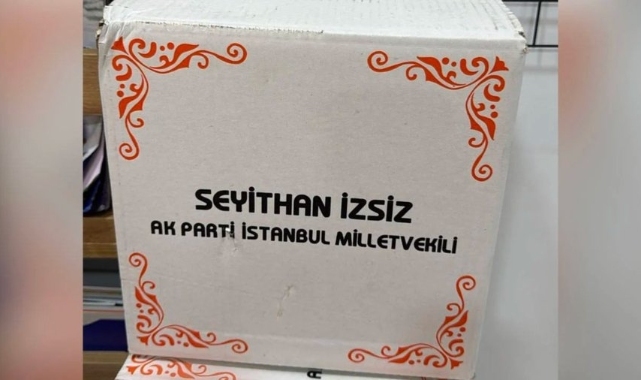 SEYİTHAN İZSİZ
AK PARTİ İSTANBUL MİLLETVEKİLİ